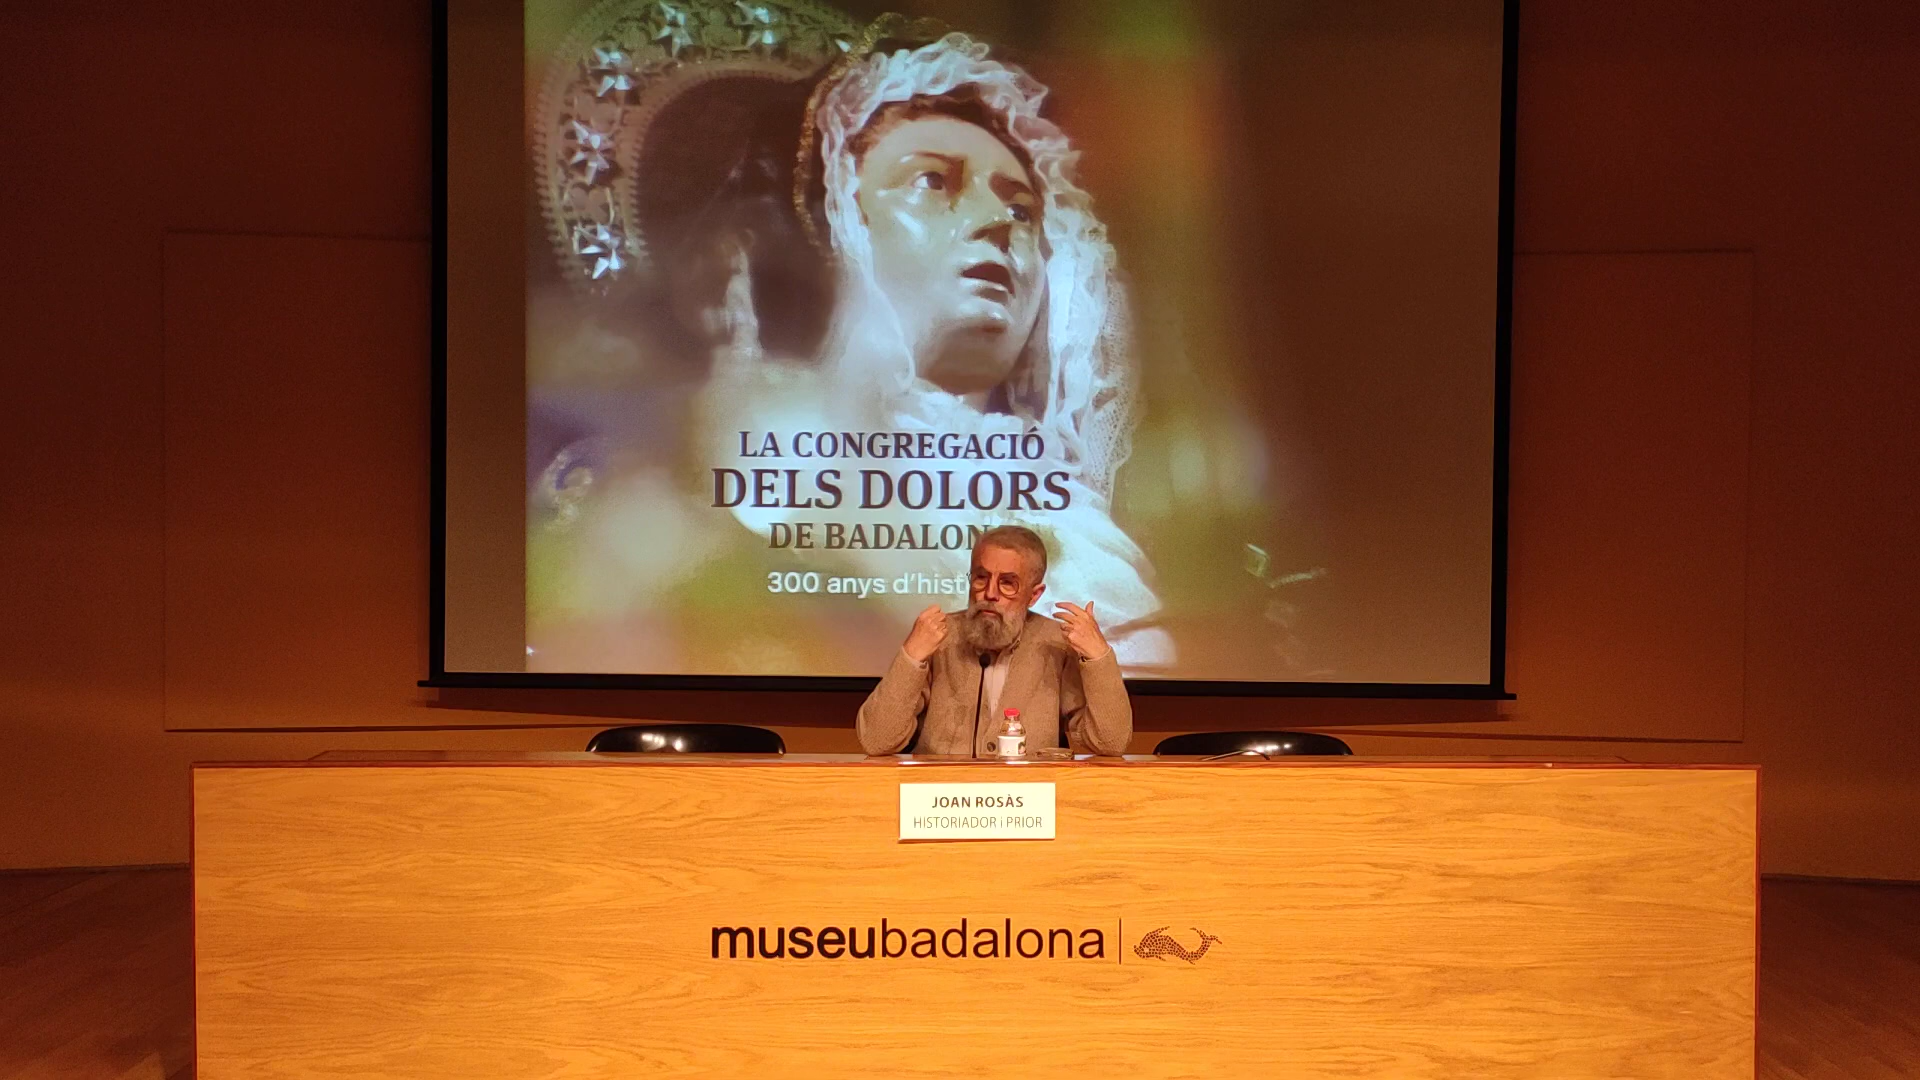 LA CONGREGACIÓ
DELS DOLORS
DE BADALON
300 anys d'hist
JOAN ROSÀS
HISTORIADOR i PRIOR
museubadalona